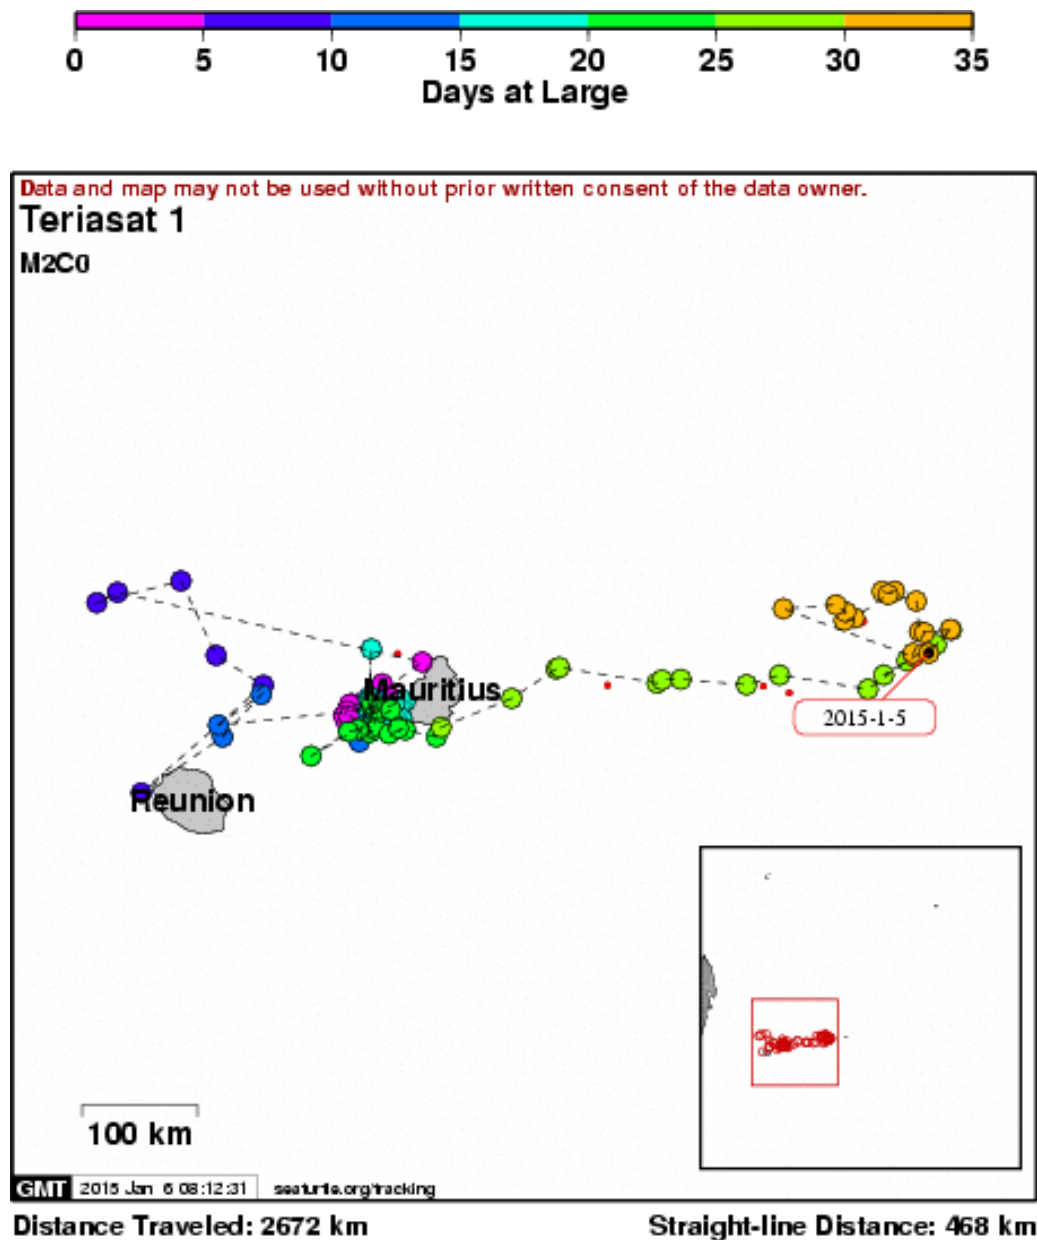 0 5 10 15 20 25 30 35
Days at Large
Data and map may not be used without prior written consent of the data owner.
Teriasat 1
M2C0
Mauritius
2015-1-5
Reunion
100 km
GMT 2015 Jan 6 08:12:31 seaturtle.org/tracking
Distance Traveled: 2672 km Straight-line Distance: 468 km